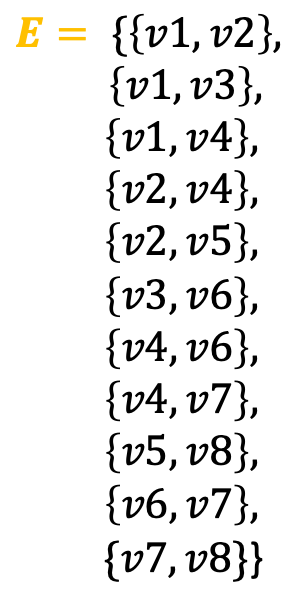 E = {{v1, v2},
{v1, v3},
{v1, v4},
{v2, v4},
{v2, v5},
{v3, v6},
{v4, v6},
{v4, v7},
{v5, v8},
{v6, v7},
{v7, v8}}